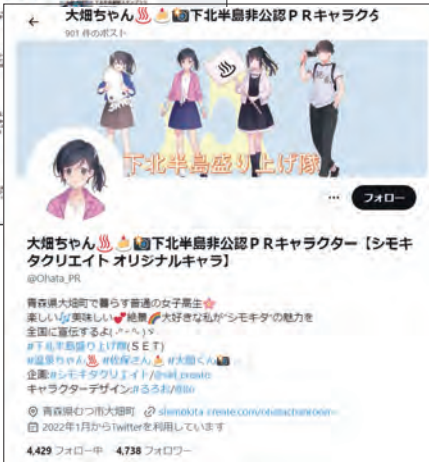 大畑ちゃん♨️🍮📸下北半島非公認ＰＲキャラクタ
901 件のポスト
下北半島盛り上げ隊
フォロー
大畑ちゃん♨️🍮📸下北半島非公認ＰＲキャラクター【シモキ
タクリエイト オリジナルキャラ】
@Ohata_PR
青森県大畑町で暮らす普通の女子高生
楽しい🎶美味しい💕絶景🌈大好きな私が"シモキタ"の魅力を
全国に宣伝するよ
#下北半島盛り上げ隊(ＳＥＴ)
#温泉ちゃん♨️ #佐保さん🍮 #大間くん📸
企画:#シモキタクリエイト/
キャラクターデザイン:#うろお/
青森県むつ市大畑町
2022年1月からTwitterを利用しています
4,429 フォロー中 4,738 フォロワー